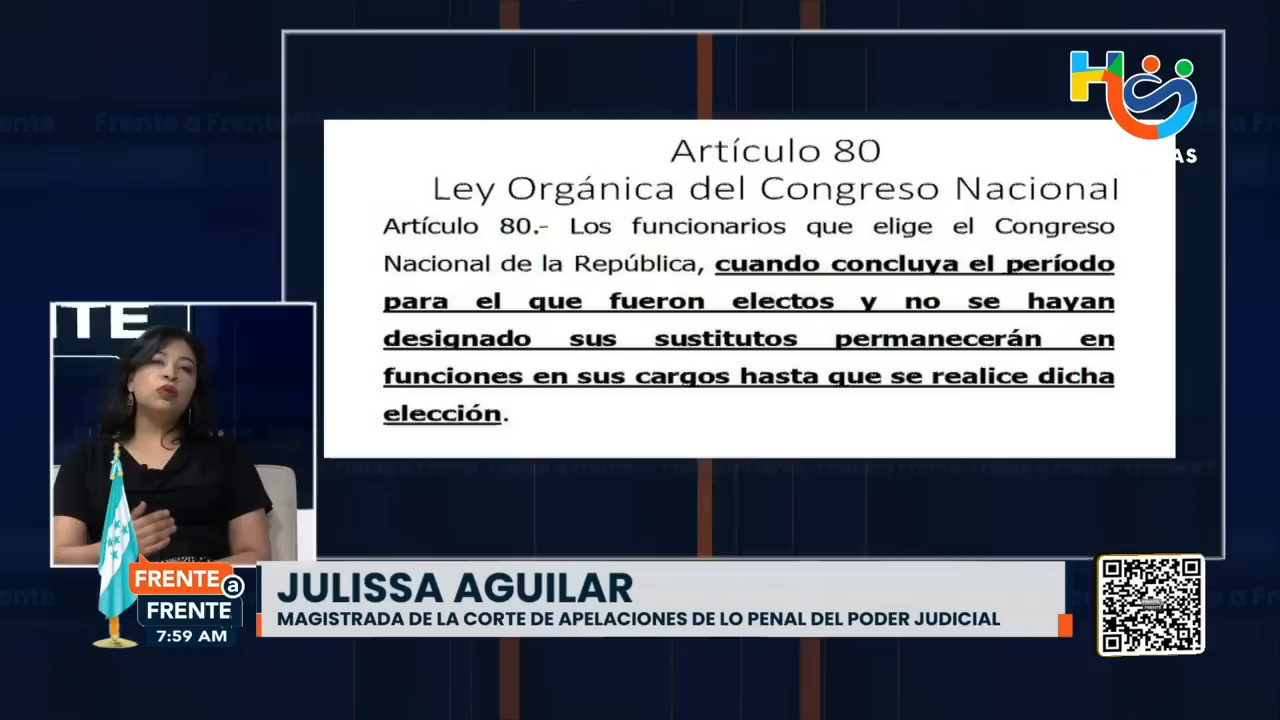 Frente a Frente
Artículo 80
Ley Orgánica del Congreso Nacional
Artículo 80.- Los funcionarios que elige el Congreso
Nacional de la República, cuando concluya el período
para el que fueron electos y no se hayan
designado sus sustitutos permanecerán en
funciones en sus cargos hasta que se realice dicha
elección.
NTE
FRENTE a
FRENTE
7:59 AM
JULISSA AGUILAR
MAGISTRADA DE LA CORTE DE APELACIONES DE LO PENAL DEL PODER JUDICIAL